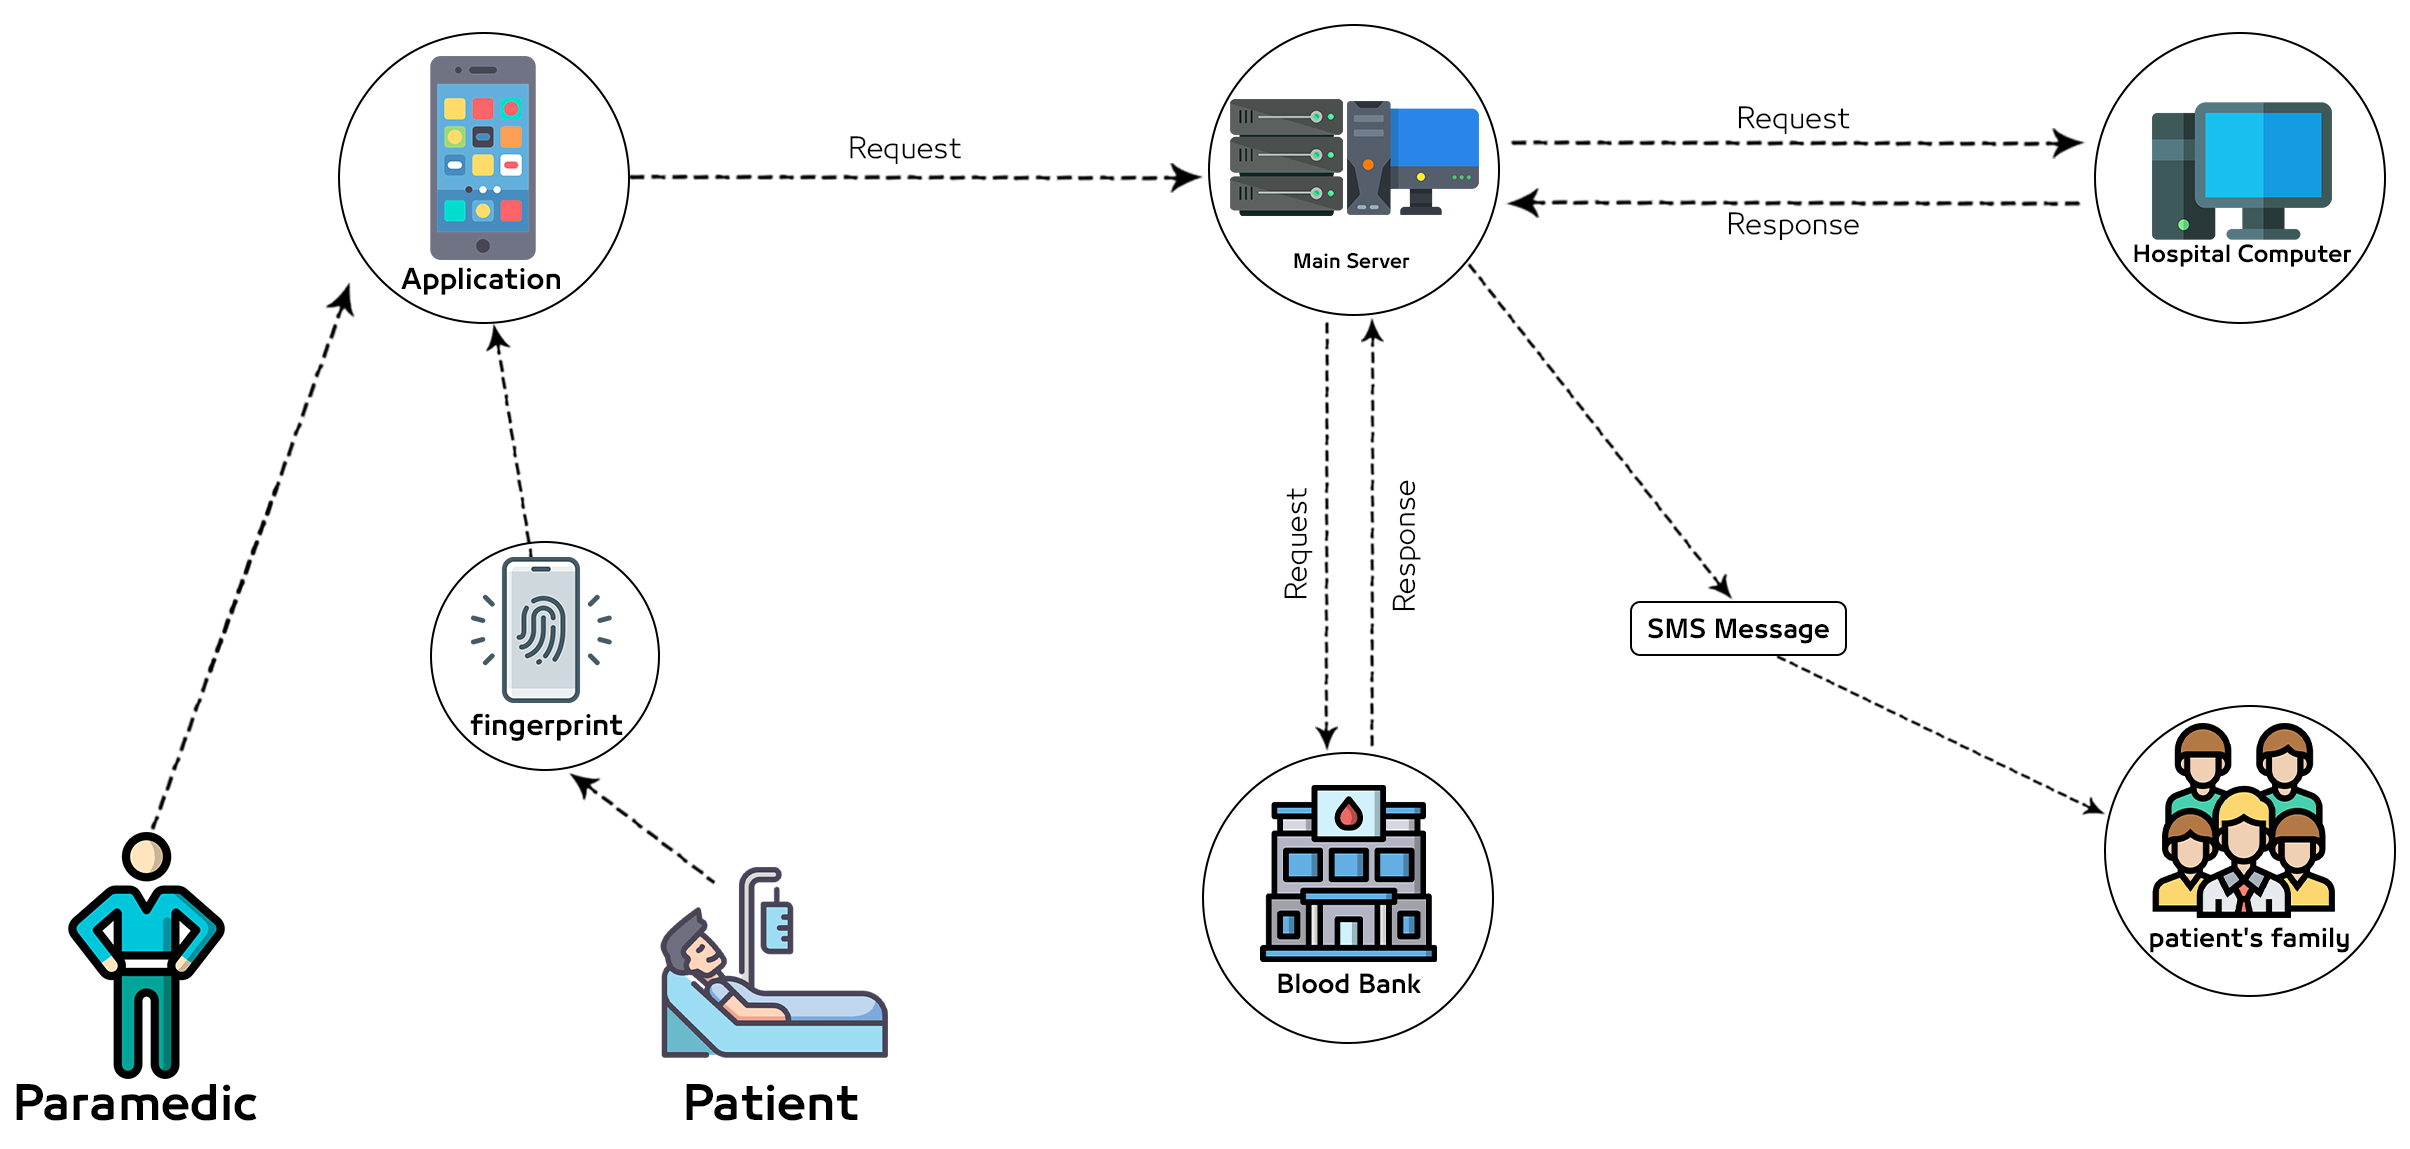 Application
Request
Main Server
Request
Response
Hospital Computer
fingerprint
Request
Response
SMS Message
Blood Bank
patient's family
Paramedic
Patient